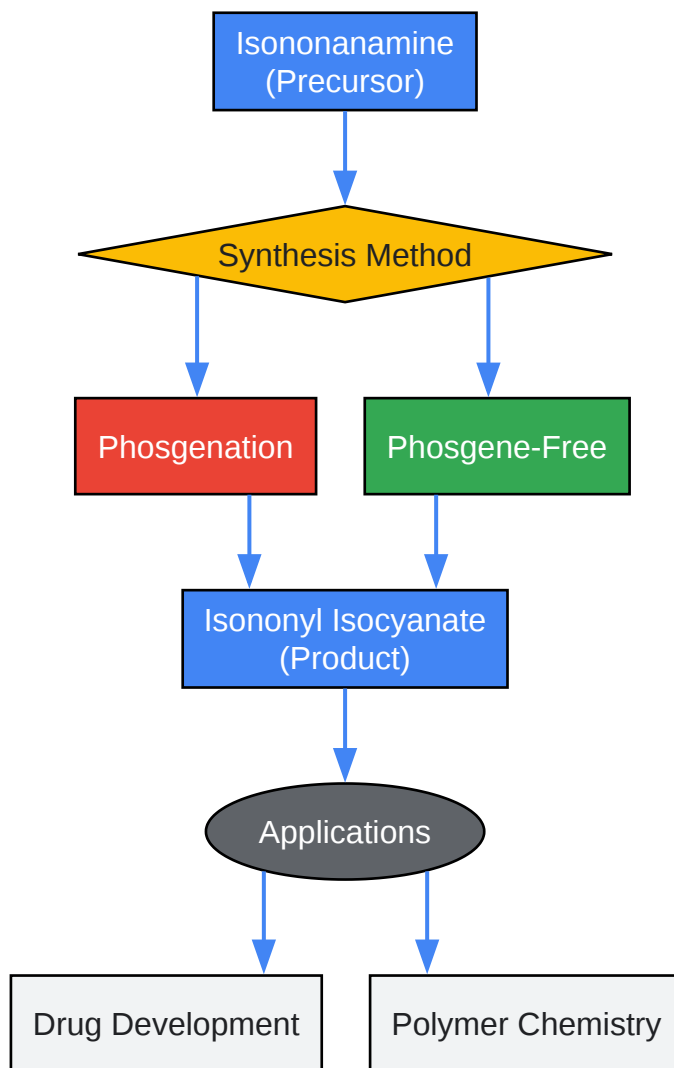 Isononanamine
(Precursor)
Synthesis Method
Phosgenation
Phosgene-Free
Isononyl Isocyanate
(Product)
Applications
Drug Development
Polymer Chemistry